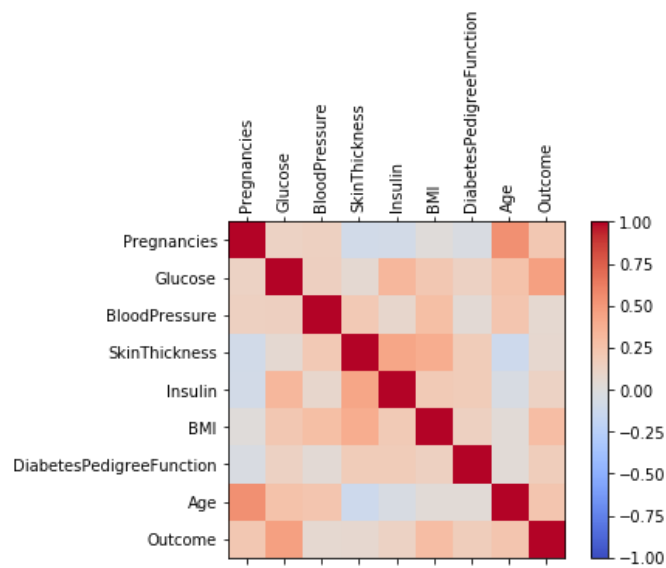 Pregnancies
Glucose
BloodPressure
SkinThickness
Insulin
BMI
DiabetesPedigreeFunction
Age
Outcome
Pregnancies
Glucose
BloodPressure
SkinThickness
Insulin
BMI
DiabetesPedigreeFunction
Age
Outcome
1.00
0.75
0.50
0.25
0.00
−0.25
−0.50
−0.75
−1.00